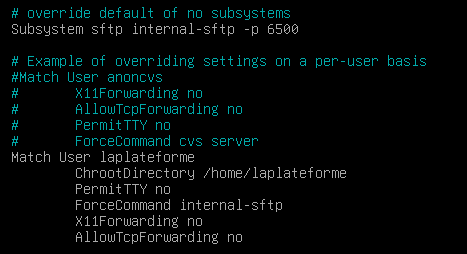 # override default of no subsystems
Subsystem sftp internal-sftp -p 6500

# Example of overriding settings on a per-user basis
#Match User anoncvs
#       X11Forwarding no
#       AllowTcpForwarding no
#       PermitTTY no
#       ForceCommand cvs server
Match User laplateforme
        ChrootDirectory /home/laplateforme
        PermitTTY no
        ForceCommand internal-sftp
        X11Forwarding no
        AllowTcpForwarding no